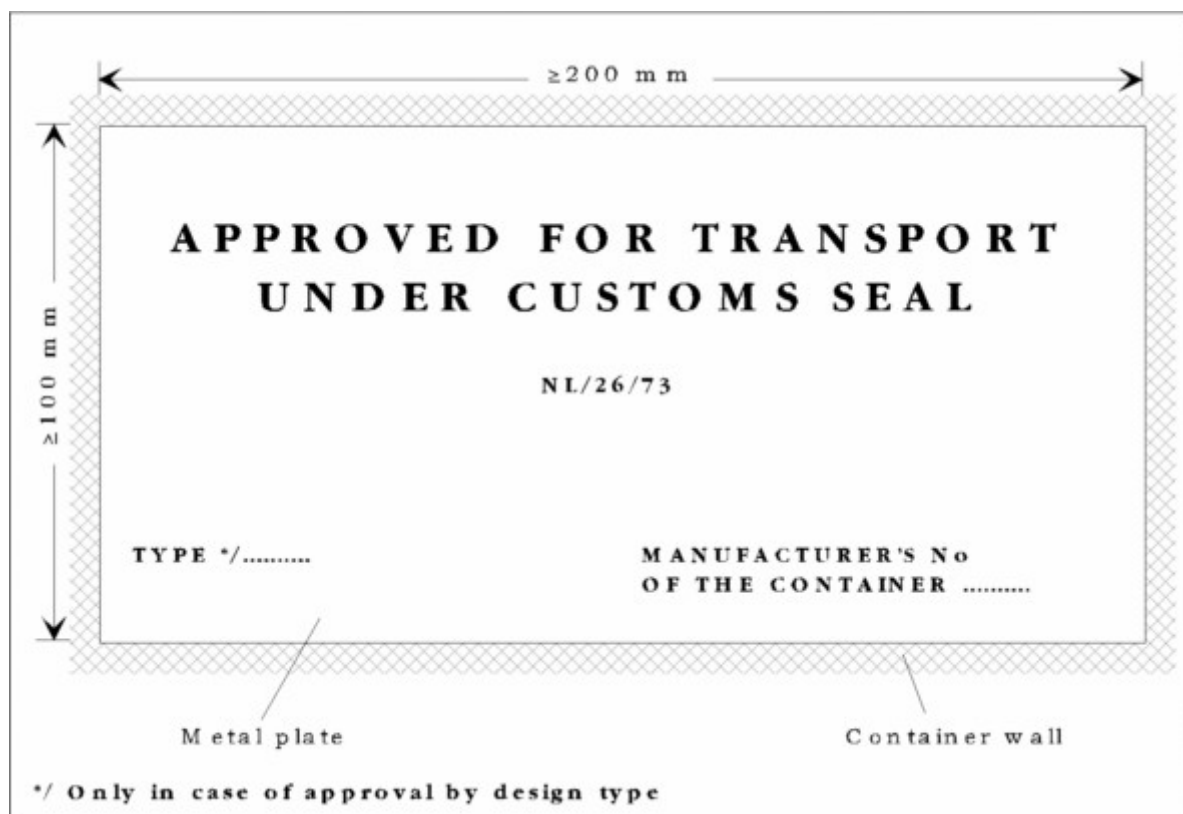 ≥200 mm
≥100 mm
APPROVED FOR TRANSPORT
UNDER CUSTOMS SEAL
NL/26/73
TYPE */..........
MANUFACTURER'S No
OF THE CONTAINER ..........
Metal plate
Container wall
*/ Only in case of approval by design type